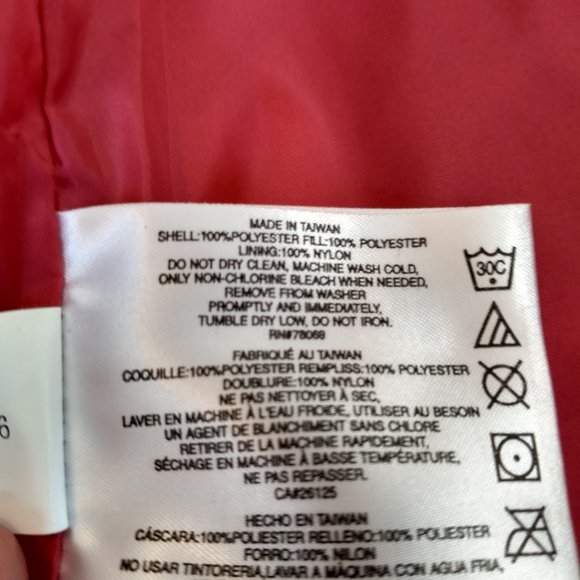 MADE IN TAIWAN
SHELL:100%POLYESTER FILL:100% POLYESTER
LINING:100% NYLON
DO NOT DRY CLEAN, MACHINE WASH COLD,
ONLY NON-CHLORINE BLEACH WHEN NEEDED,
REMOVE FROM WASHER
PROMPTLY AND IMMEDIATELY,
TUMBLE DRY LOW, DO NOT IRON.
RN#78068
30C
FABRIQUÉ AU TAIWAN
COQUILLE:100%POLYESTER REMPLISS:100% POLYESTER
DOUBLURE:100% NYLON
NE PAS NETTOYER À SEC,
LAVER EN MACHINE À L'EAU FROIDE, UTILISER AU BESOIN
UN AGENT DE BLANCHIMENT SANS CHLORE
RETIRER DE LA MACHINE RAPIDEMENT,
SÉCHAGE EN MACHINE À BASSE TEMPÉRATURE,
NE PAS REPASSER.
CA#26125
6
HECHO EN TAIWAN
CÁSCARA:100%POLIESTER RELLENO:100% POLIESTER
FORRO:100% NILON
NO USAR TINTORERIA,LAVAR A MÁQUINA CON AGUA FRIA,